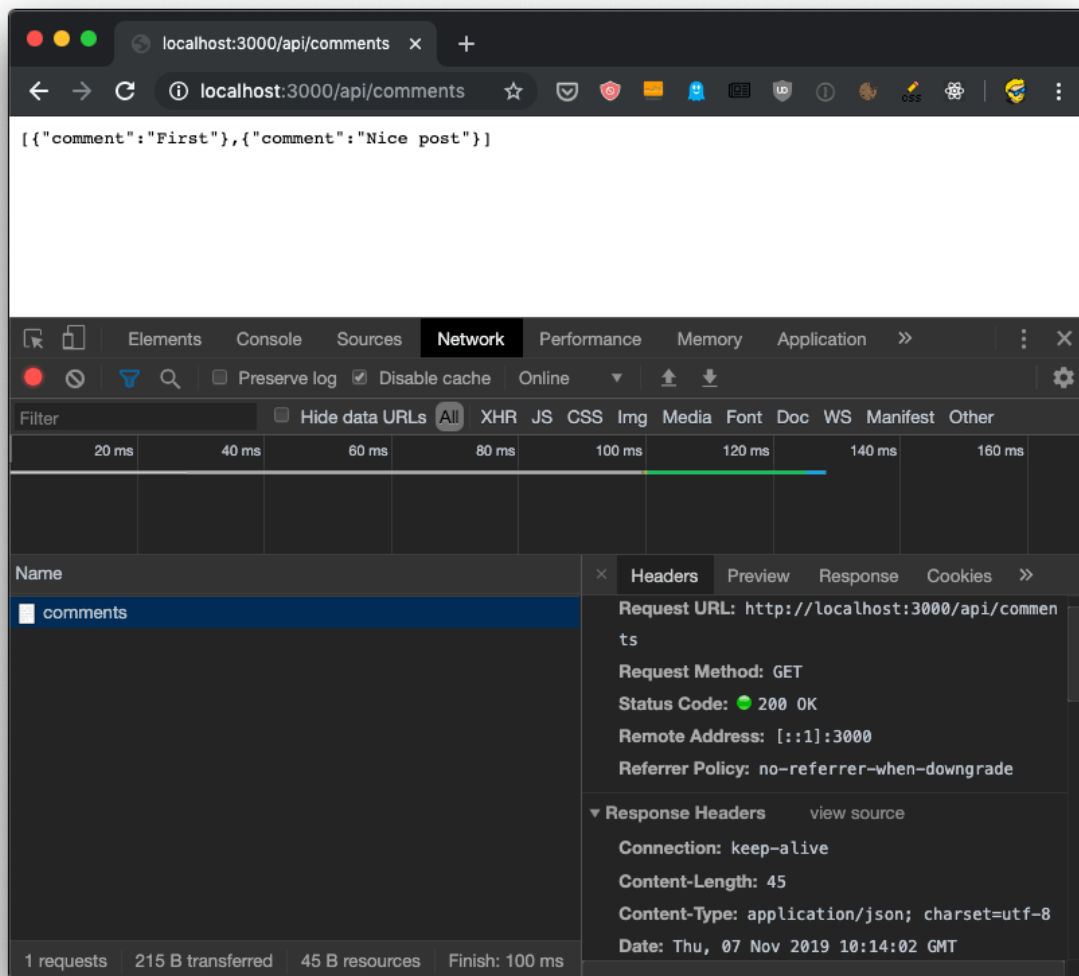 localhost:3000/api/comments
localhost:3000/api/comments
[{"comment":"First"},{"comment":"Nice post"}]
Elements Console Sources Network Performance Memory Application
Preserve log Disable cache Online
Filter Hide data URLs All XHR JS CSS Img Media Font Doc WS Manifest Other
20 ms 40 ms 60 ms 80 ms 100 ms 120 ms 140 ms 160 ms
Name
comments
1 requests 215 B transferred 45 B resources Finish: 100 ms
Headers Preview Response Cookies
Request URL: http://localhost:3000/api/commen
ts
Request Method: GET
Status Code: 200 OK
Remote Address: [::1]:3000
Referrer Policy: no-referrer-when-downgrade
Response Headers view source
Connection: keep-alive
Content-Length: 45
Content-Type: application/json; charset=utf-8
Date: Thu, 07 Nov 2019 10:14:02 GMT